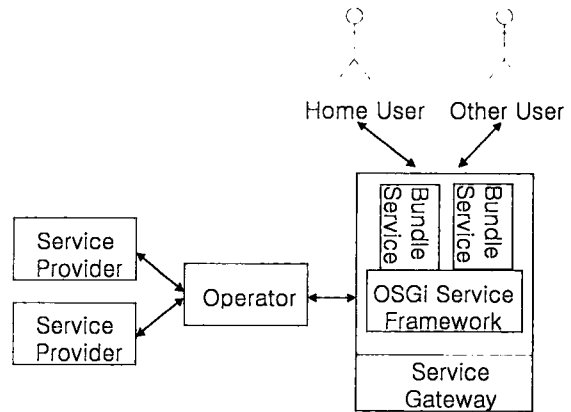 Home User
Other User
Bundle
Service
Bundle
Service
Service
Provider
Operator
OSGi Service
Framework
Service
Provider
Service
Gateway